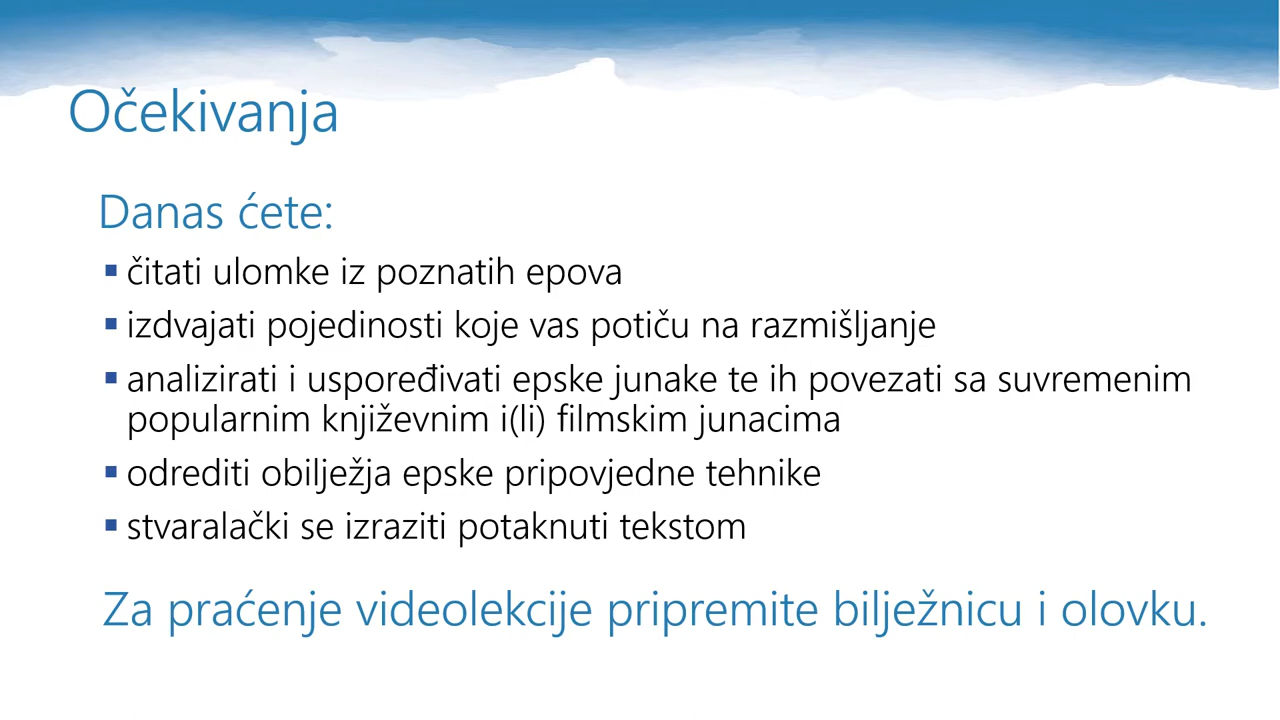 Očekivanja
Danas ćete:
▪ čitati ulomke iz poznatih epova
▪ izdvajati pojedinosti koje vas potiču na razmišljanje
▪ analizirati i uspoređivati epske junake te ih povezati sa suvremenim
popularnim književnim i(li) filmskim junacima
▪ odrediti obilježja epske pripovjedne tehnike
▪ stvaralački se izraziti potaknuti tekstom
Za praćenje videolekcije pripremite bilježnicu i olovku.